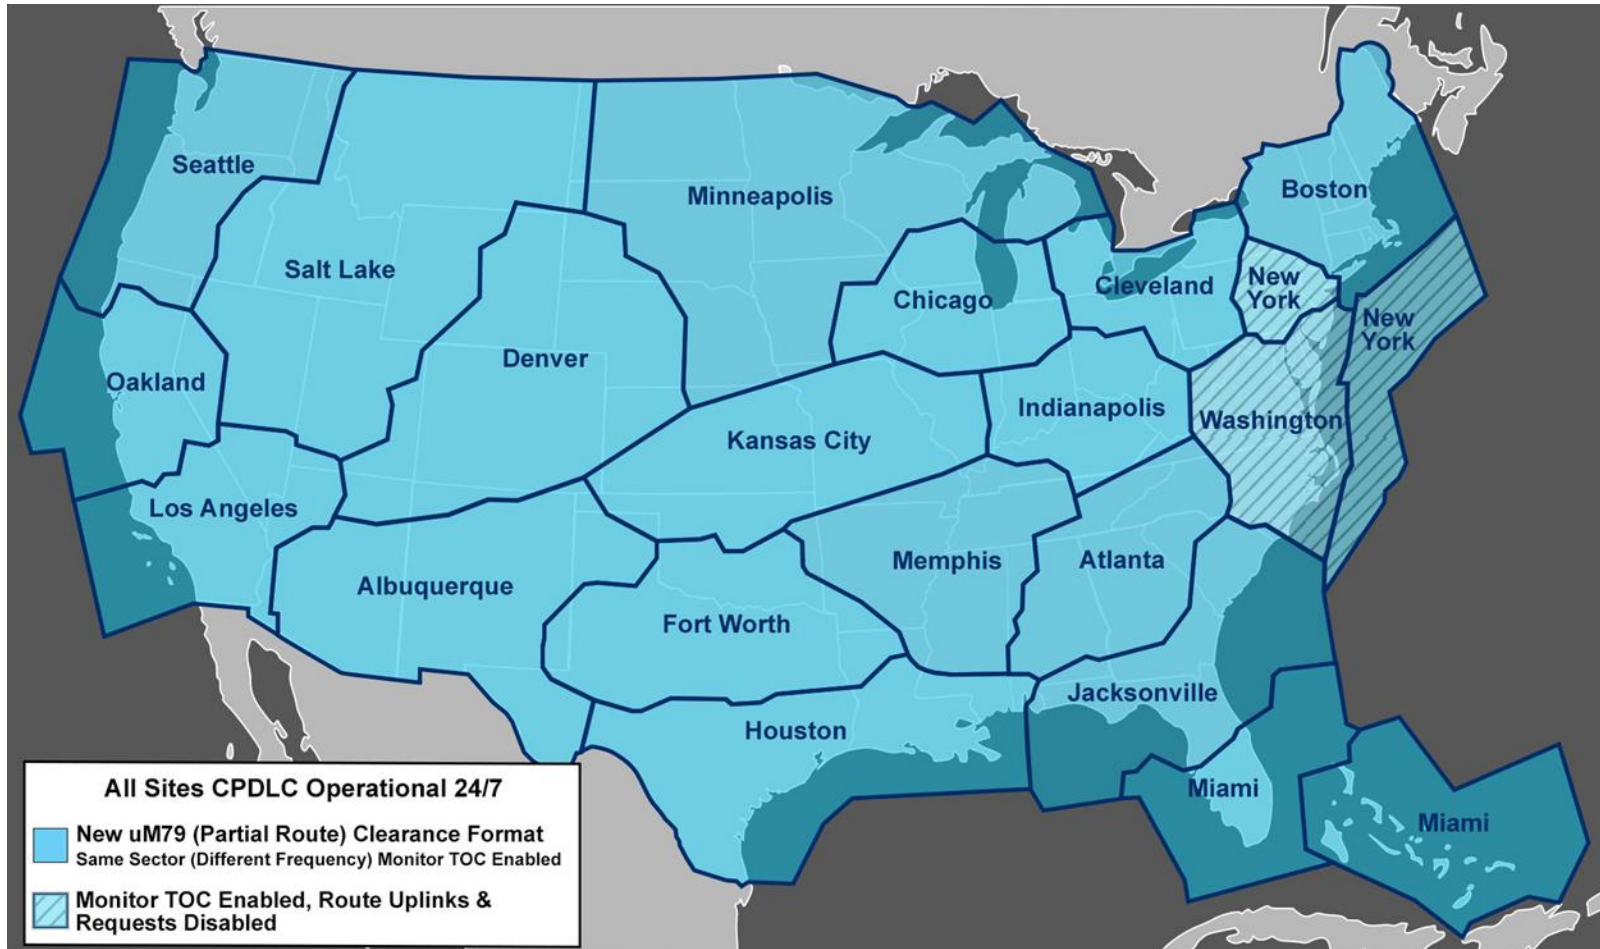 Seattle
Minneapolis
Boston
Salt Lake
New
York
Cleveland
Chicago
New
York
Denver
Oakland
Indianapolis
Washington
Kansas City
Los Angeles
Memphis
Atlanta
Albuquerque
Fort Worth
Jacksonville
Houston
Miami
Miami
All Sites CPDLC Operational 24/7
New uM79 (Partial Route) Clearance Format
Same Sector (Different Frequency) Monitor TOC Enabled
Monitor TOC Enabled, Route Uplinks &
Requests Disabled